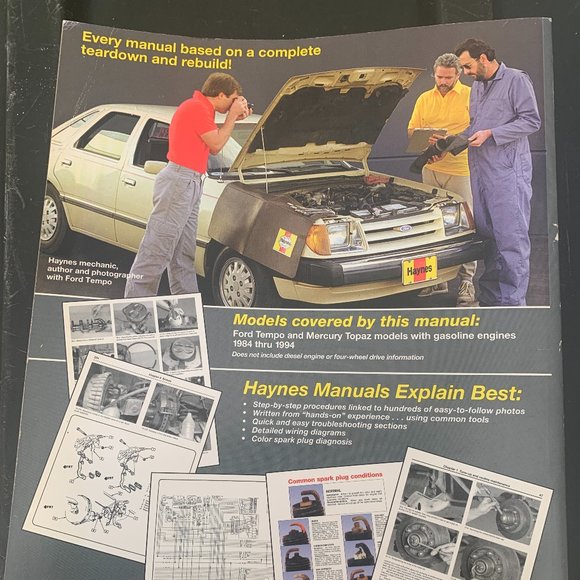 Every manual based on a complete
teardown and rebuild!
Ford
Haynes
Haynes mechanic,
author and photographer
with Ford Tempo
Models covered by this manual:
Ford Tempo and Mercury Topaz models with gasoline engines
1984 thru 1994
Does not include diesel engine or four-wheel drive information
Haynes Manuals Explain Best:
• Step-by-step procedures linked to hundreds of easy-to-follow photos
• Written from "hands-on" experience . . . using common tools
• Quick and easy troubleshooting sections
• Detailed wiring diagrams
• Color spark plug diagnosis
Common spark plug conditions